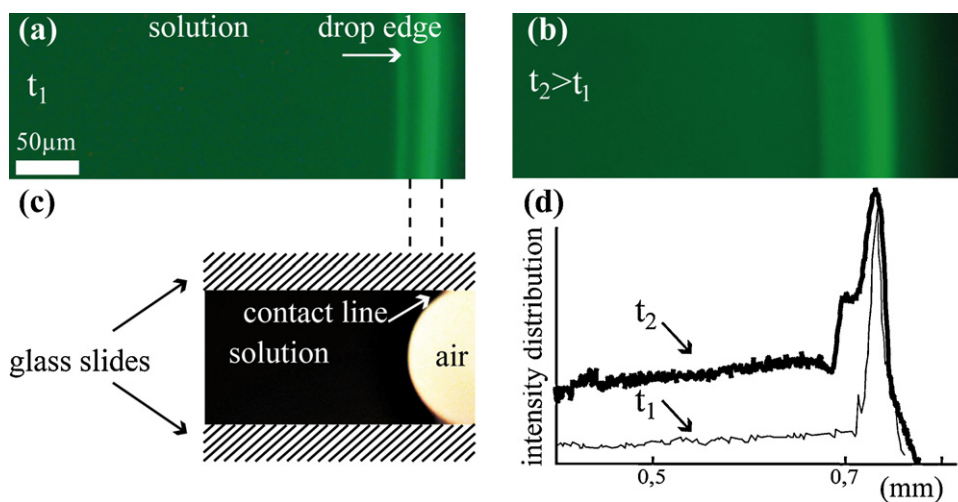 (a) solution drop edge
t1
50µm
(b)
t2>t1
(c)
contact line
solution
air
glass slides
(d)
intensity distribution
t2
t1
0,5 0,7 (mm)